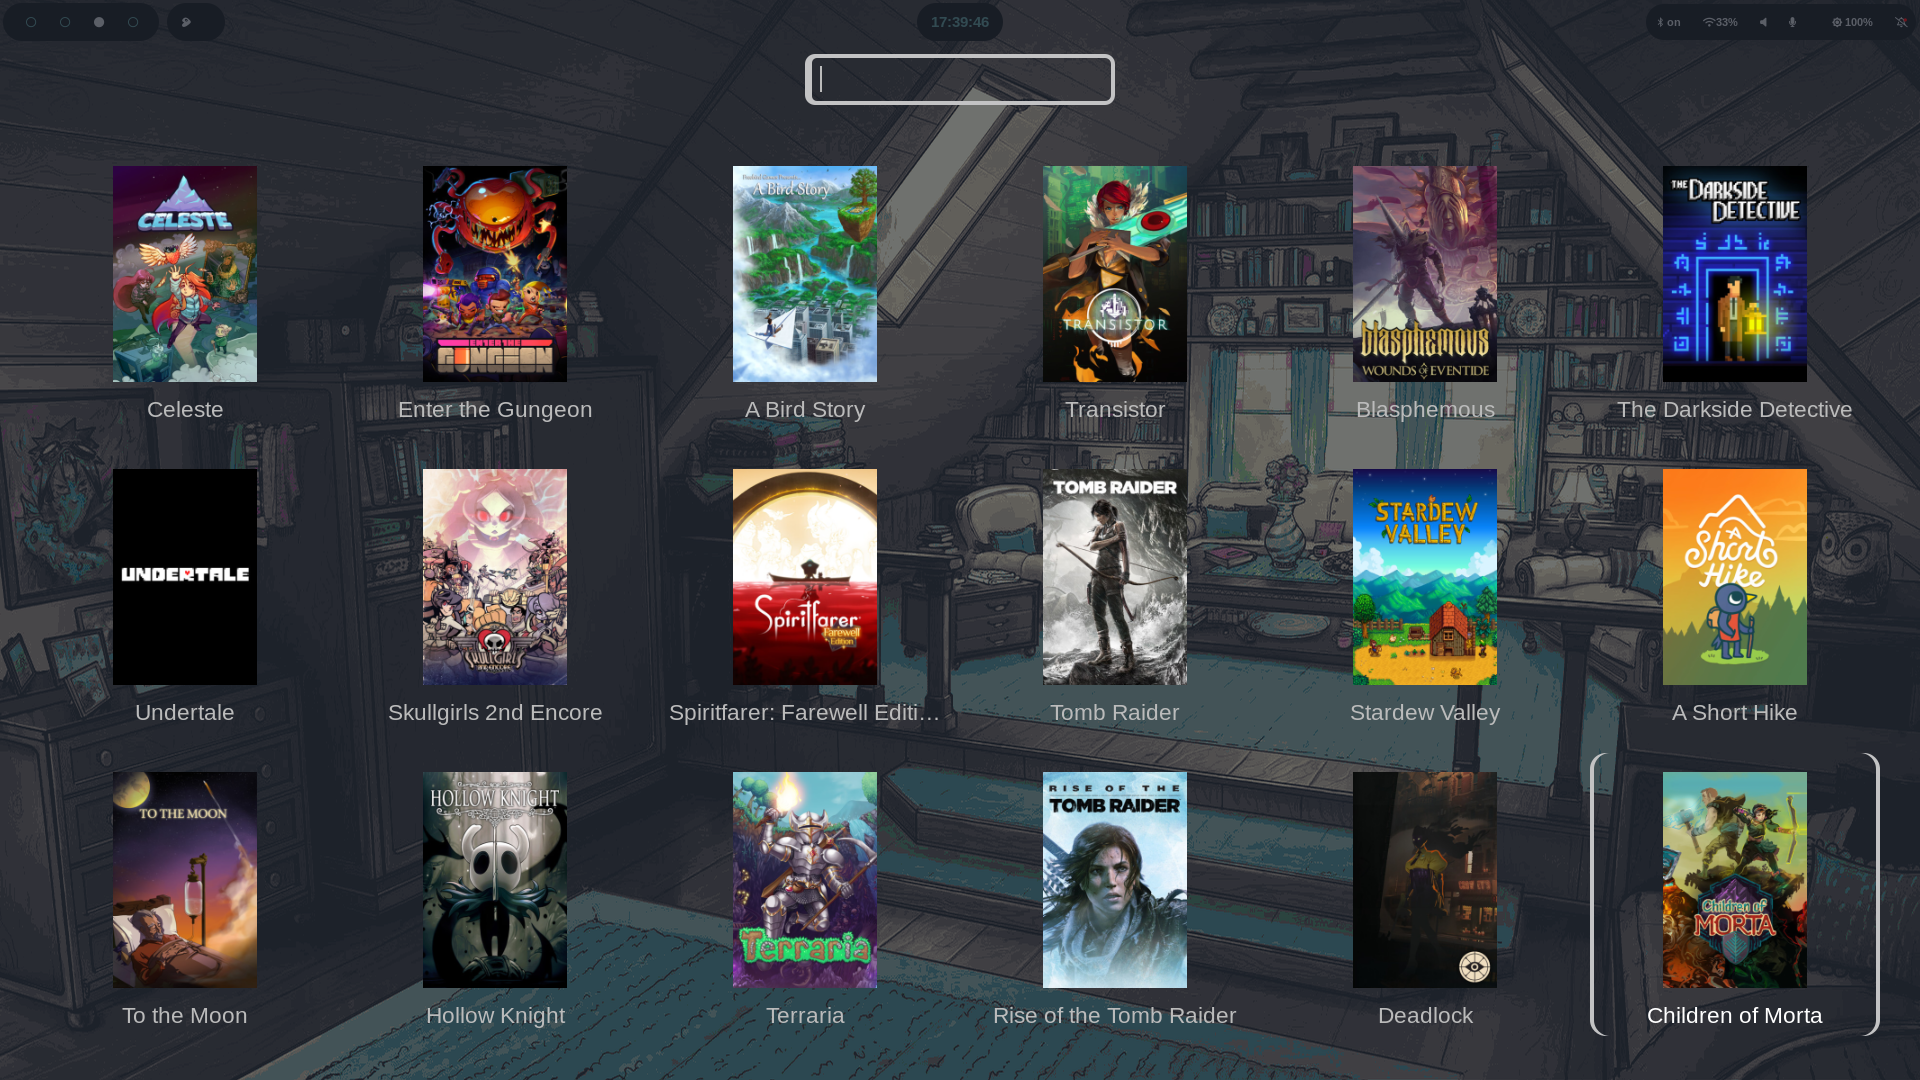 17:39:46
on
33%
100%
A Bird Story
CELESTE
ENTER THE
GUNGEON
TRANSISTOR
blasphemous
WOUNDS OF EVENTIDE
THE DARKSIDE
DETECTIVE
Celeste
Enter the Gungeon
A Bird Story
Transistor
Blasphemous
The Darkside Detective
UNDERTALE
SKULLGIRLS
2ND ENCORE
Spiritfarer
Farewell
Edition
TOMB RAIDER
STARDEW
VALLEY
A
Short
Hike
Undertale
Skullgirls 2nd Encore
Spiritfarer: Farewell Editi…
Tomb Raider
Stardew Valley
A Short Hike
TO THE MOON
HOLLOW KNIGHT
Terraria
RISE OF THE
TOMB RAIDER
Children of
MORTA
To the Moon
Hollow Knight
Terraria
Rise of the Tomb Raider
Deadlock
Children of Morta